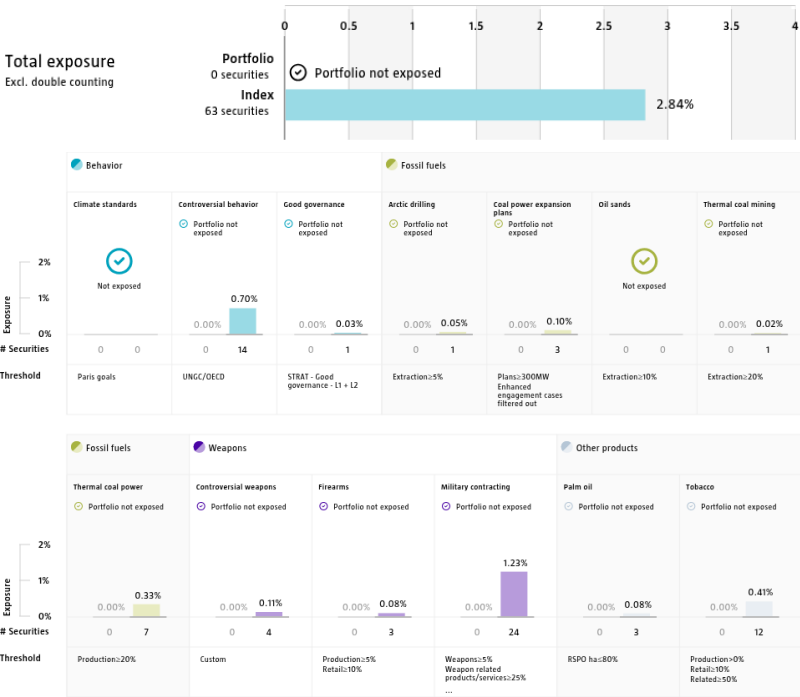 0 0.5 1 1.5 2 2.5 3 3.5 4
Total exposure
Excl. double counting
Portfolio
0 securities
Portfolio not exposed
Index
63 securities
2.84%
Behavior
Fossil fuels
Climate standards
Controversial behavior
Good governance
Arctic drilling
Coal power expansion
plans
Oil sands
Thermal coal mining
Portfolio not
exposed
Portfolio not
exposed
Portfolio not
exposed
Portfolio not
exposed
Portfolio not
exposed
Not exposed
Not exposed
Exposure
2%
1%
0%
0.00% 0.70%
0.00% 0.03%
0.00% 0.05%
0.00% 0.10%
0.00% 0.02%
# Securities
0 0 0 14 0 1 0 1 0 3 0 0 0 1
Threshold
Paris goals
UNGC/OECD
STRAT - Good
governance - L1 + L2
Extraction≥5%
Plans≥300MW
Enhanced
engagement cases
filtered out
Extraction≥10%
Extraction≥20%
Fossil fuels
Weapons
Other products
Thermal coal power
Controversial weapons
Firearms
Military contracting
Palm oil
Tobacco
Portfolio not exposed
Portfolio not exposed
Portfolio not exposed
Portfolio not exposed
Portfolio not exposed
Portfolio not exposed
Exposure
2%
1%
0%
0.00% 0.33%
0.00% 0.11%
0.00% 0.08%
0.00% 1.23%
0.00% 0.08%
0.00% 0.41%
# Securities
0 7 0 4 0 3 0 24 0 3 0 12
Threshold
Production≥20%
Custom
Production≥5%
Retail≥10%
Weapons≥5%
Weapon related
products/services≥25%
...
RSPO ha≤80%
Production>0%
Retail≥10%
Related≥50%